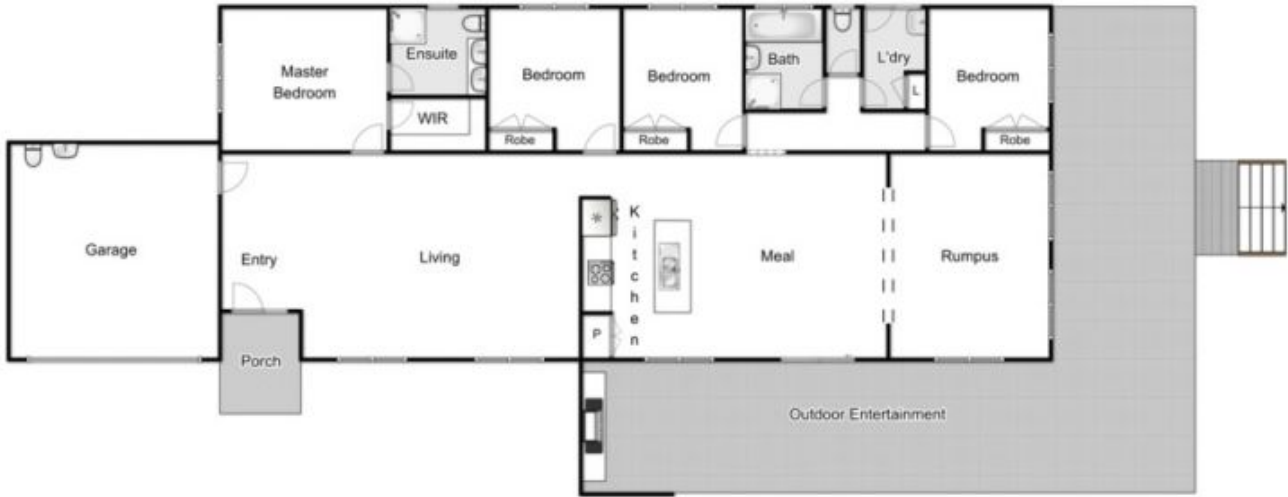 Master
Bedroom
Ensuite
WIR
Bedroom
Robe
Bedroom
Robe
Bath
L'dry
L
Bedroom
Robe
Garage
Entry
Living
Kitchen
P
Meal
Rumpus
Porch
Outdoor Entertainment